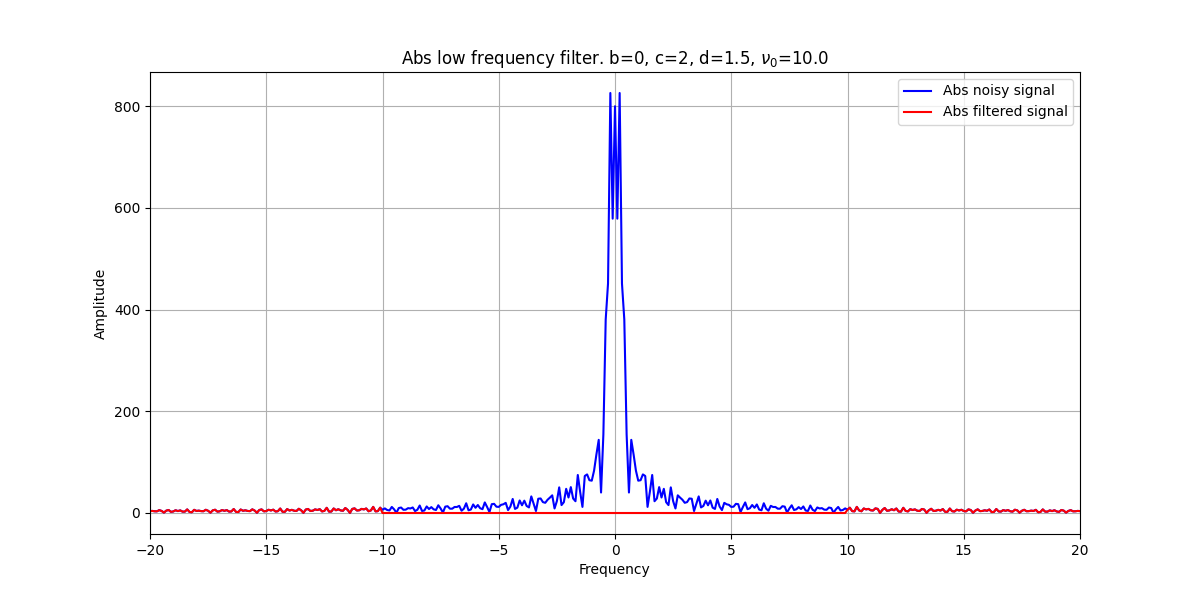 Abs low frequency filter. b=0, c=2, d=1.5, ν₀=10.0
Abs noisy signal
Abs filtered signal
Amplitude
800
600
400
200
0
−20
−15
−10
−5
0
5
10
15
20
Frequency